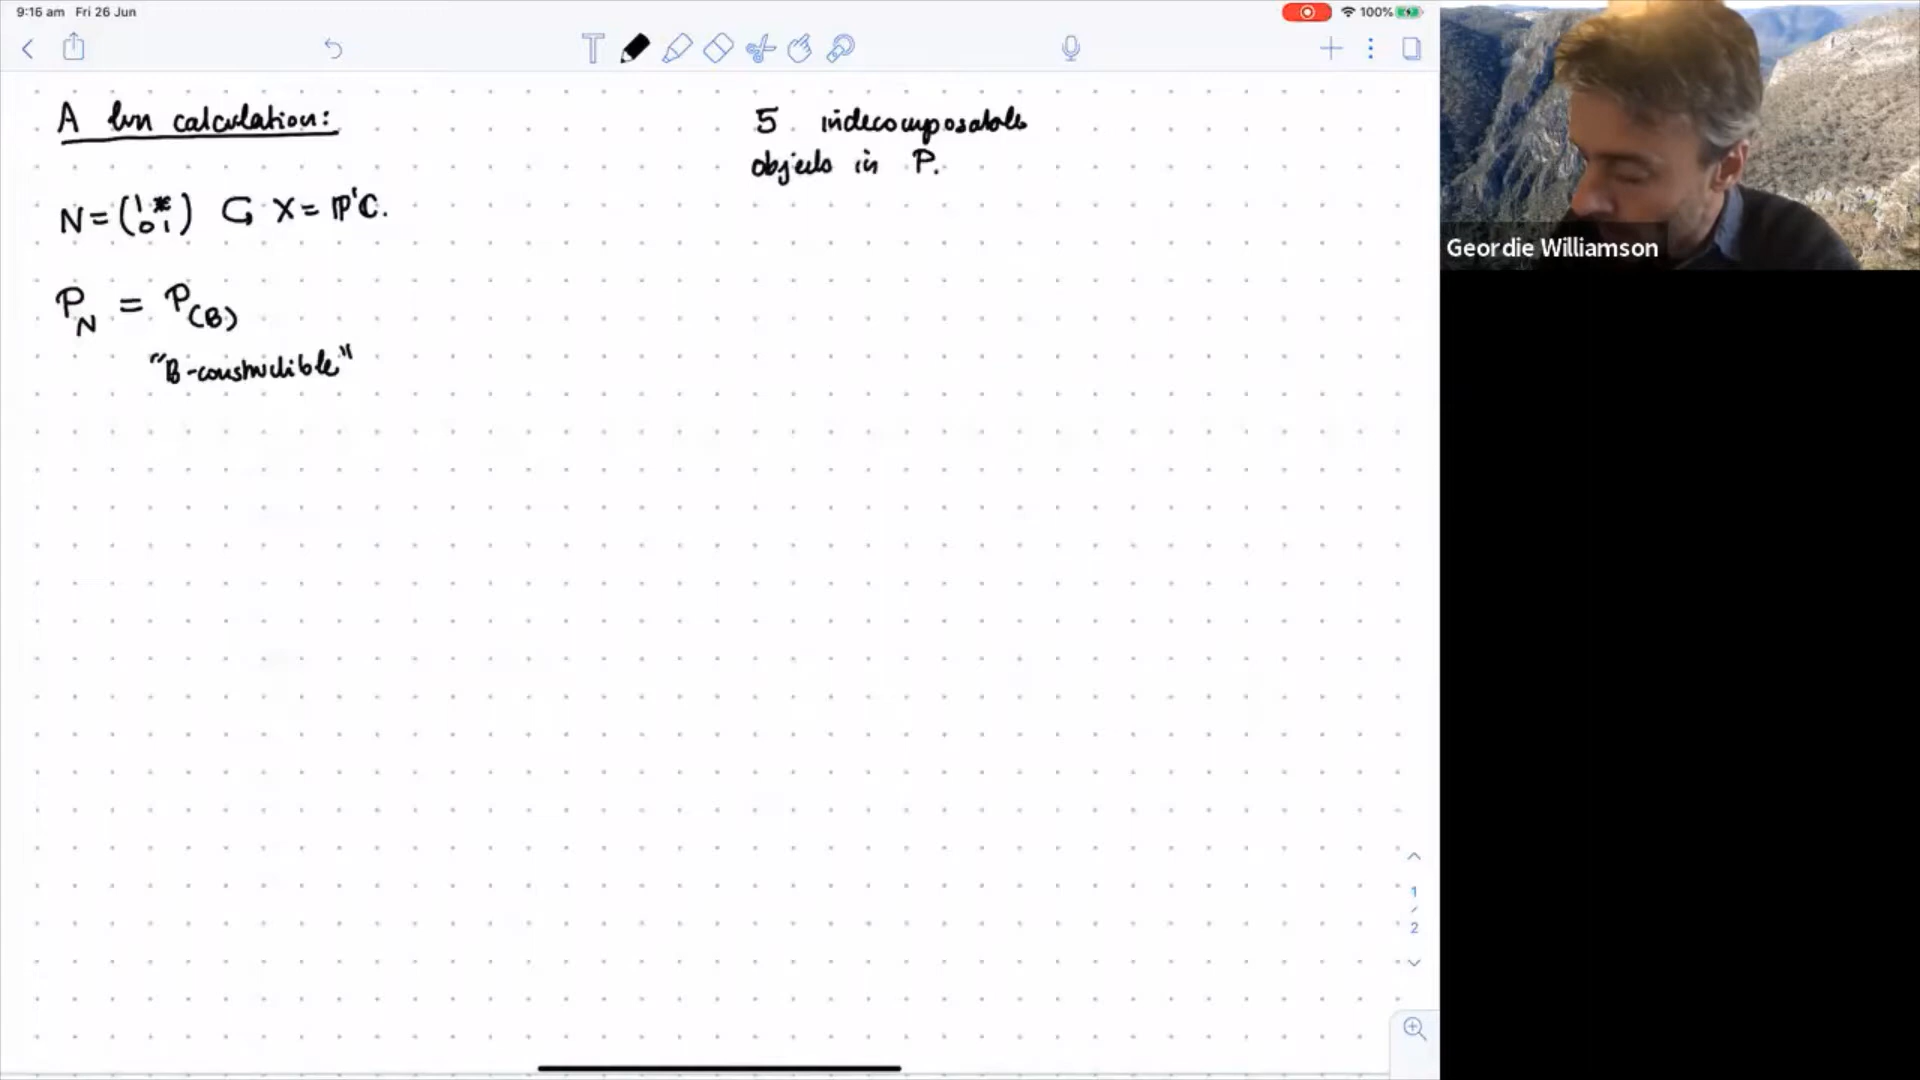 9:16 am Fri 26 Jun
100%
A fun calculation:
N = (1 * 0 1) ↻ X = ℙ¹ℂ.
P_N = P_(B)
"B-constructible"
5 indecomposable
objects in P.
Geordie Williamson
1
/
2